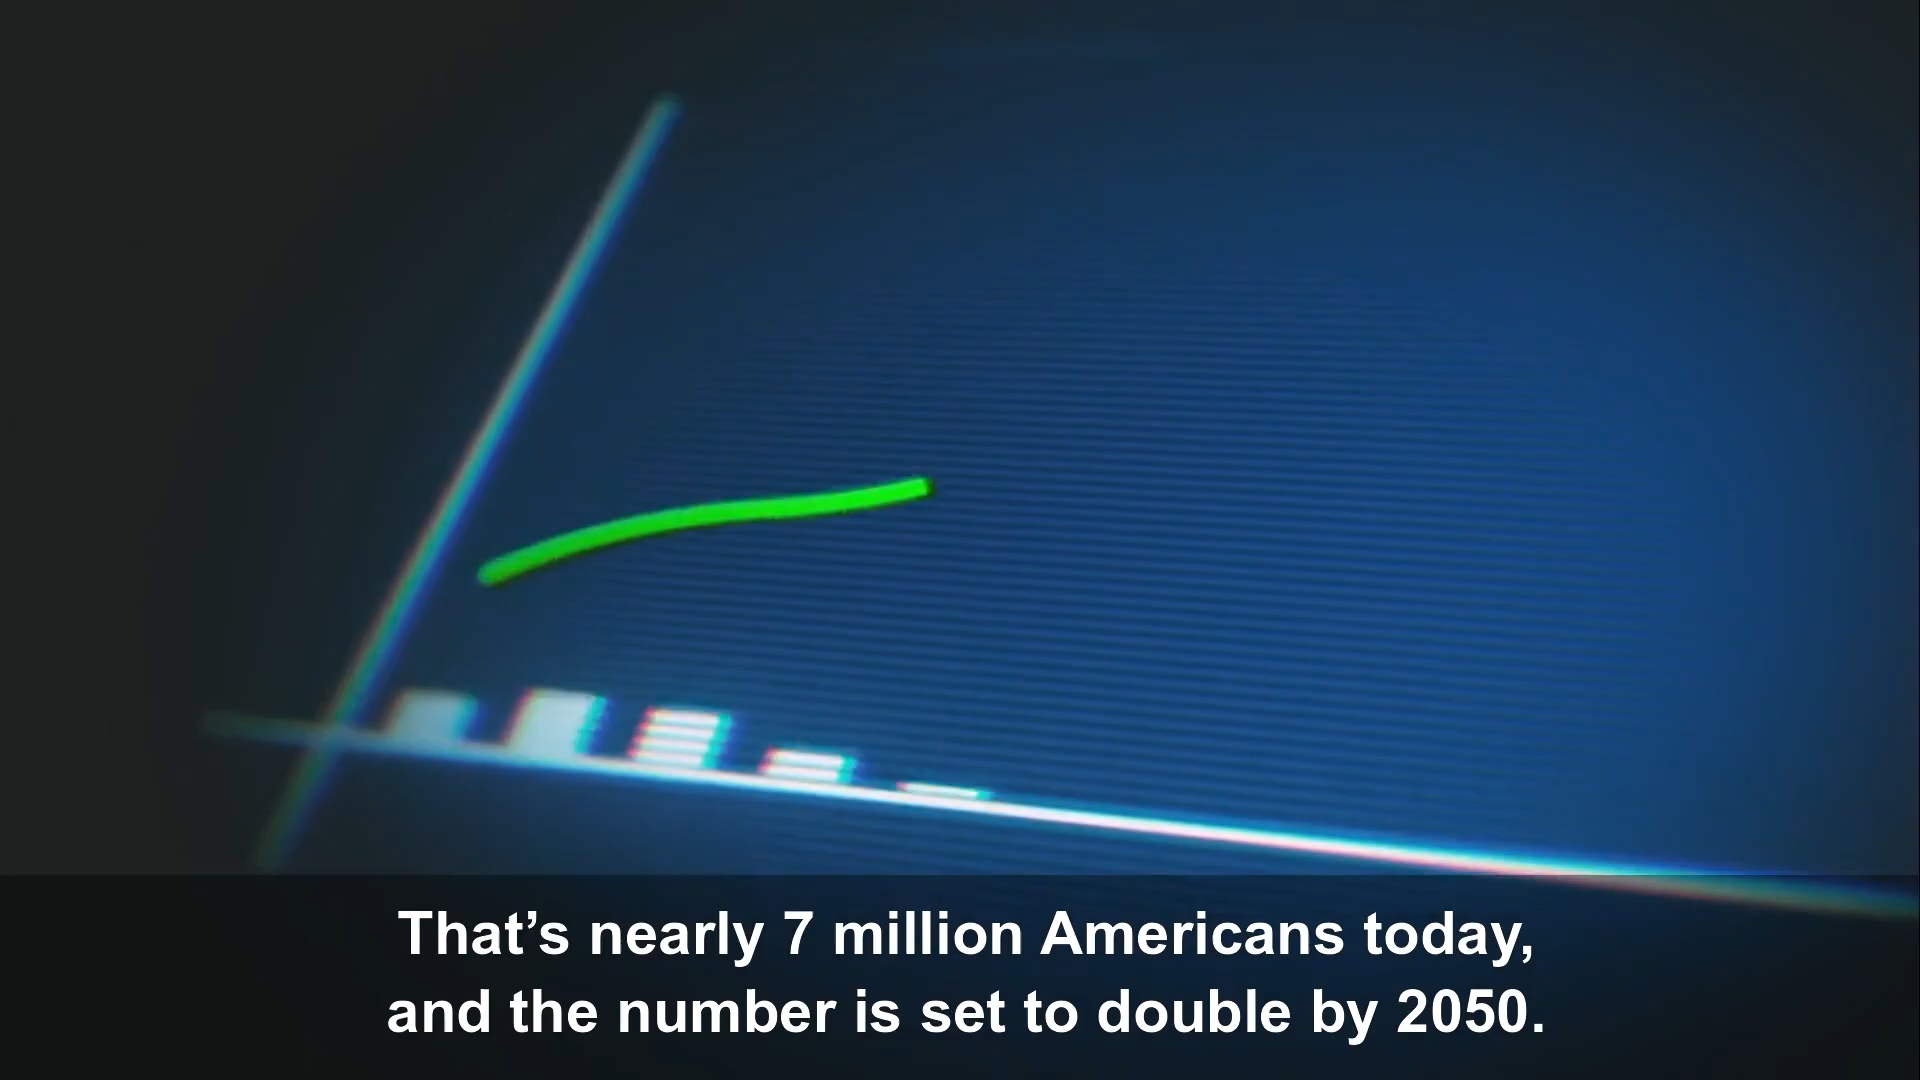 That’s nearly 7 million Americans today,
and the number is set to double by 2050.